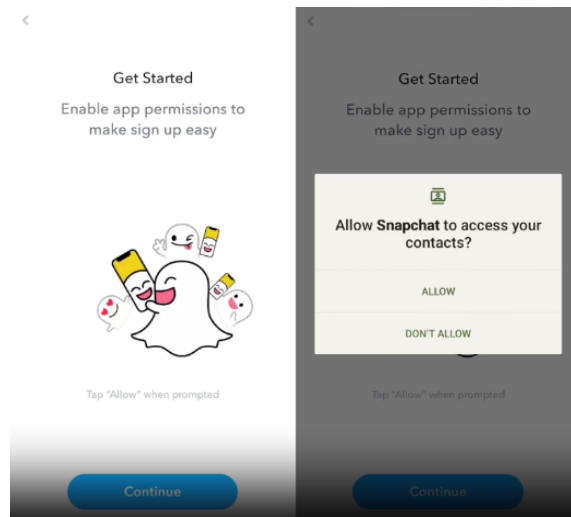 Get Started
Enable app permissions to
make sign up easy
Tap "Allow" when prompted
Continue
Get Started
Enable app permissions to
make sign up easy
Allow Snapchat to access your
contacts?
ALLOW
DON'T ALLOW
Tap "Allow" when prompted
Continue